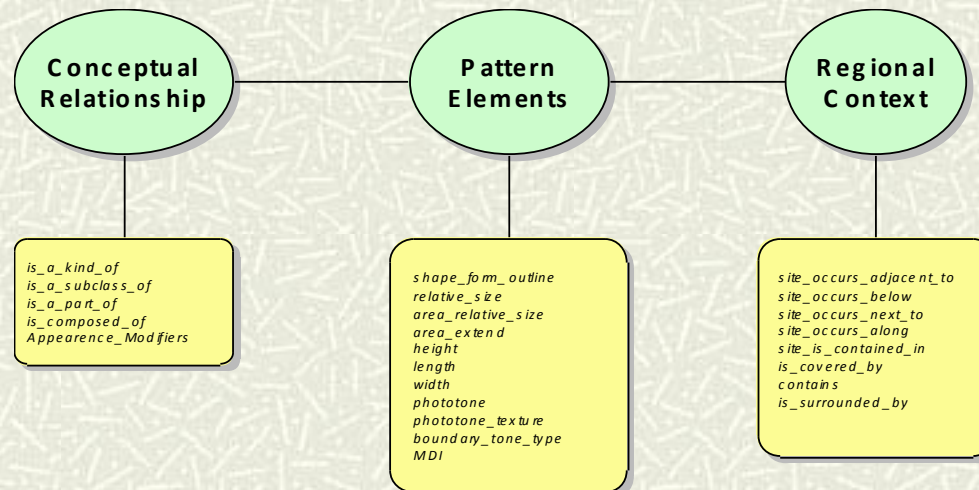 Conceptual
Relationship
Pattern
Elements
Regional
Context
is_a_kind_of
is_a_subclass_of
is_a_part_of
is_composed_of
Appearence_Modifiers
shape_form_outline
relative_size
area_relative_size
area_extend
height
length
width
phototone
phototone_texture
boundary_tone_type
MDI
site_occurs_adjacent_to
site_occurs_below
site_occurs_next_to
site_occurs_along
site_is_contained_in
is_covered_by
contains
is_surrounded_by